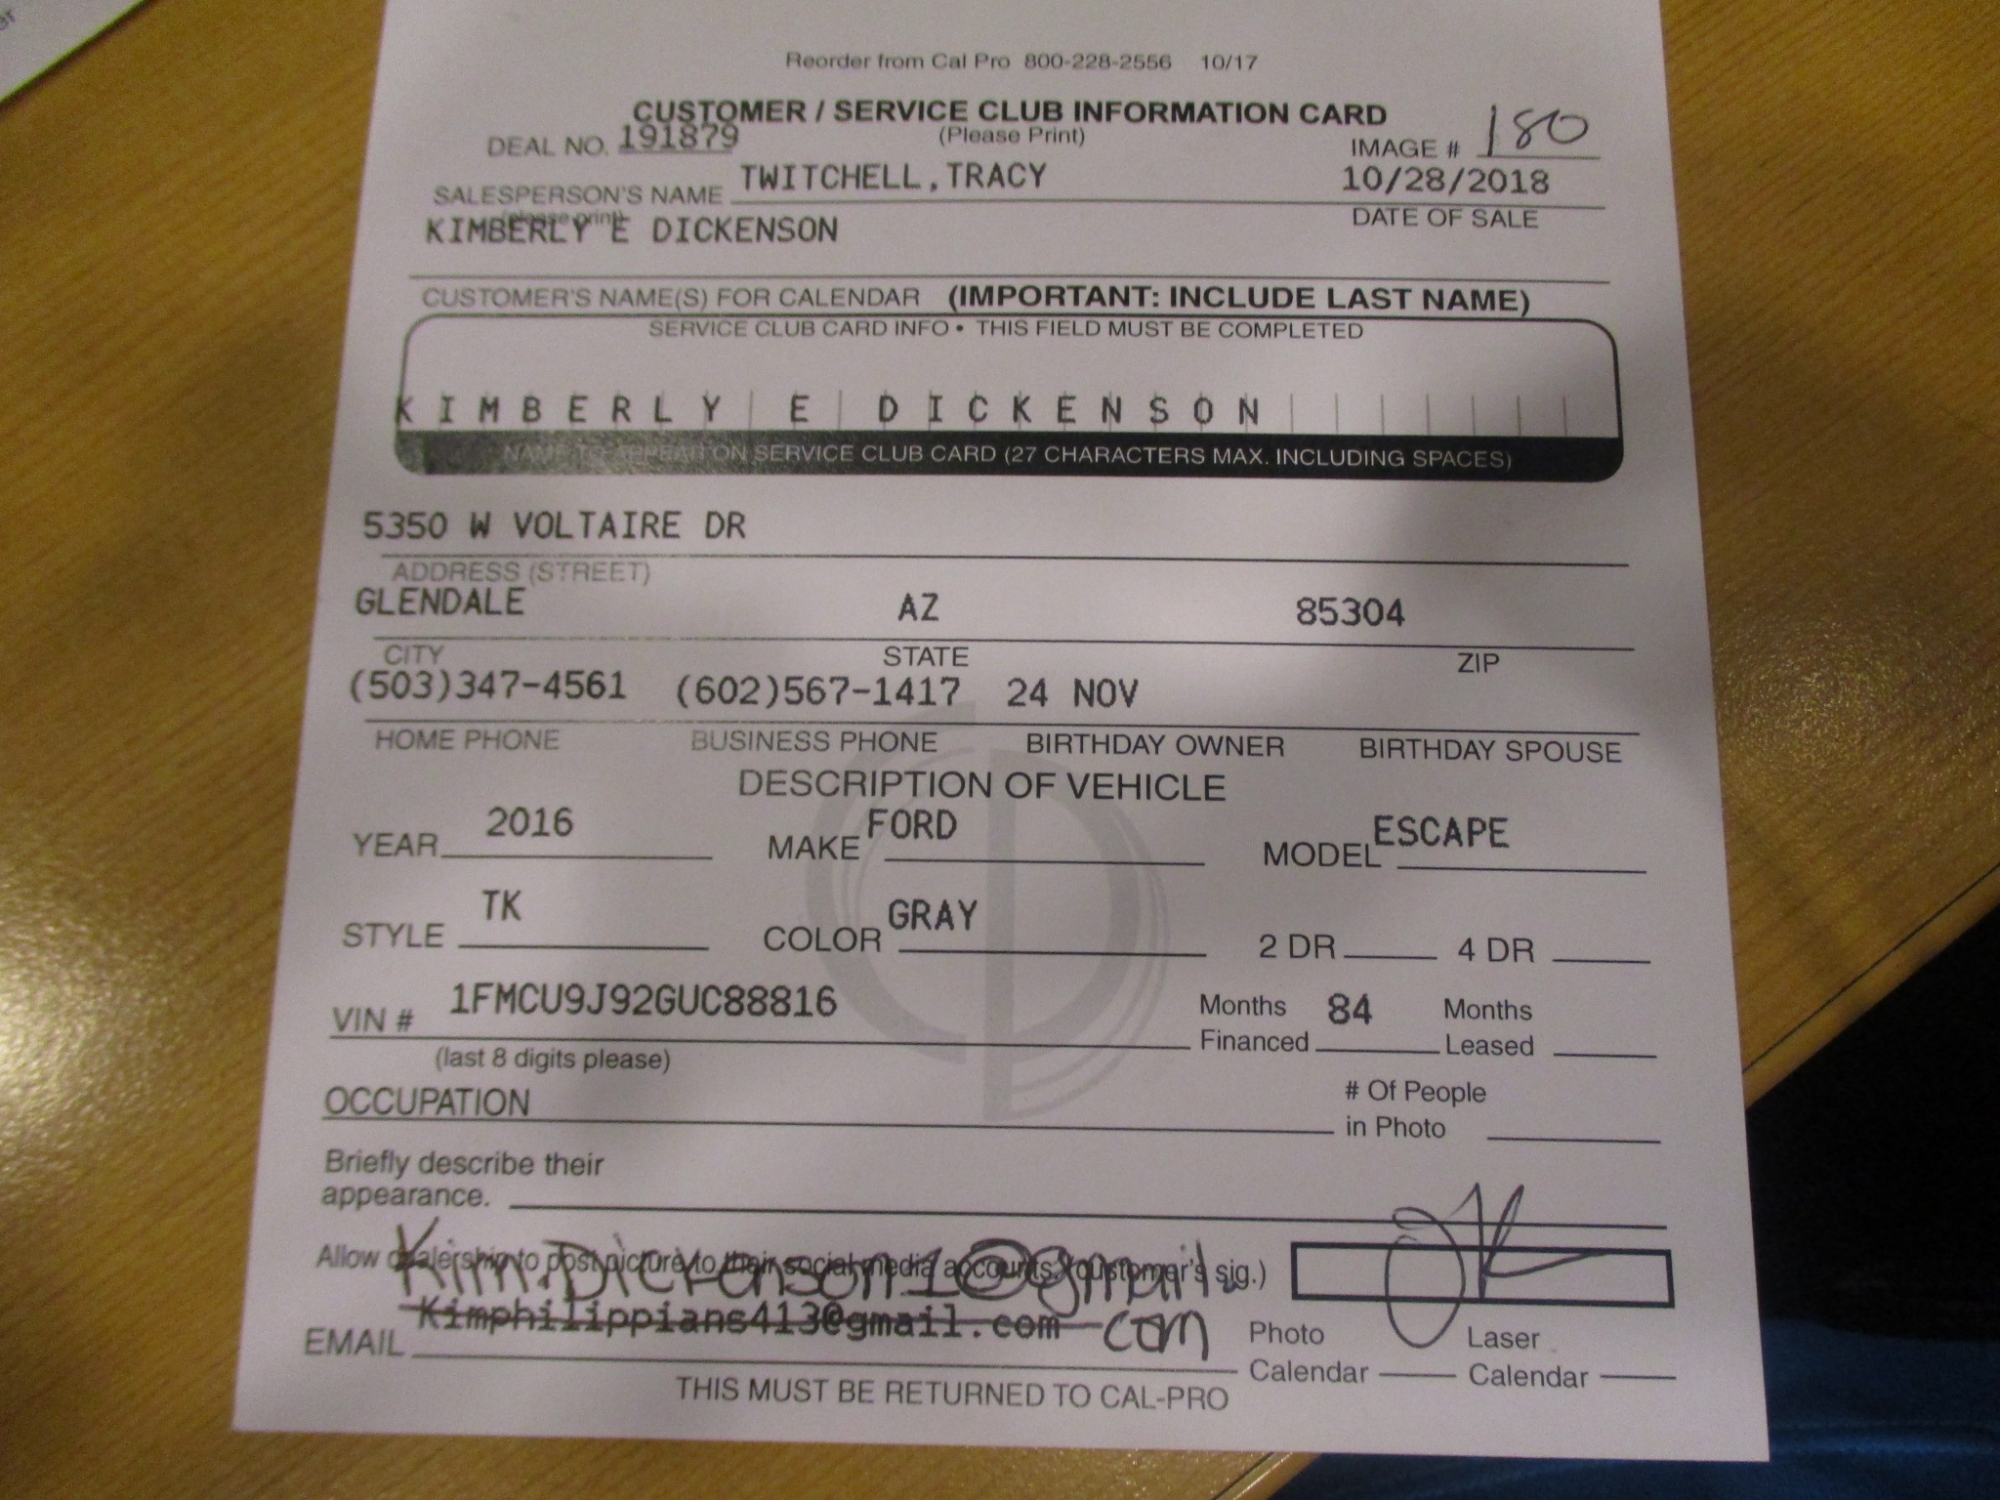 Reorder from Cal Pro 800-228-2556 10/17
CUSTOMER / SERVICE CLUB INFORMATION CARD
DEAL NO. 191879 (Please Print) IMAGE # 180
SALESPERSON'S NAME TWITCHELL,TRACY 10/28/2018
(please print) DATE OF SALE
KIMBERLY E DICKENSON
CUSTOMER'S NAME(S) FOR CALENDAR (IMPORTANT: INCLUDE LAST NAME)
SERVICE CLUB CARD INFO • THIS FIELD MUST BE COMPLETED
KIMBERLY E DICKENSON
NAME TO APPEAR ON SERVICE CLUB CARD (27 CHARACTERS MAX. INCLUDING SPACES)
5350 W VOLTAIRE DR
ADDRESS (STREET)
GLENDALE AZ 85304
CITY STATE ZIP
(503)347-4561 (602)567-1417 24 NOV
HOME PHONE BUSINESS PHONE BIRTHDAY OWNER BIRTHDAY SPOUSE
DESCRIPTION OF VEHICLE
YEAR 2016 MAKE FORD MODEL ESCAPE
STYLE TK COLOR GRAY 2 DR 4 DR
VIN # 1FMCU9J92GUC88816 Months Financed 84 Months Leased
(last 8 digits please)
OCCUPATION # Of People in Photo
Briefly describe their
appearance.
Allow dealership to post picture to their social media accounts. (customer's sig.)
Kim.Dickenson1@gmail.
Kimphilippians413@gmail.com com
EMAIL Photo Calendar Laser Calendar
THIS MUST BE RETURNED TO CAL-PRO